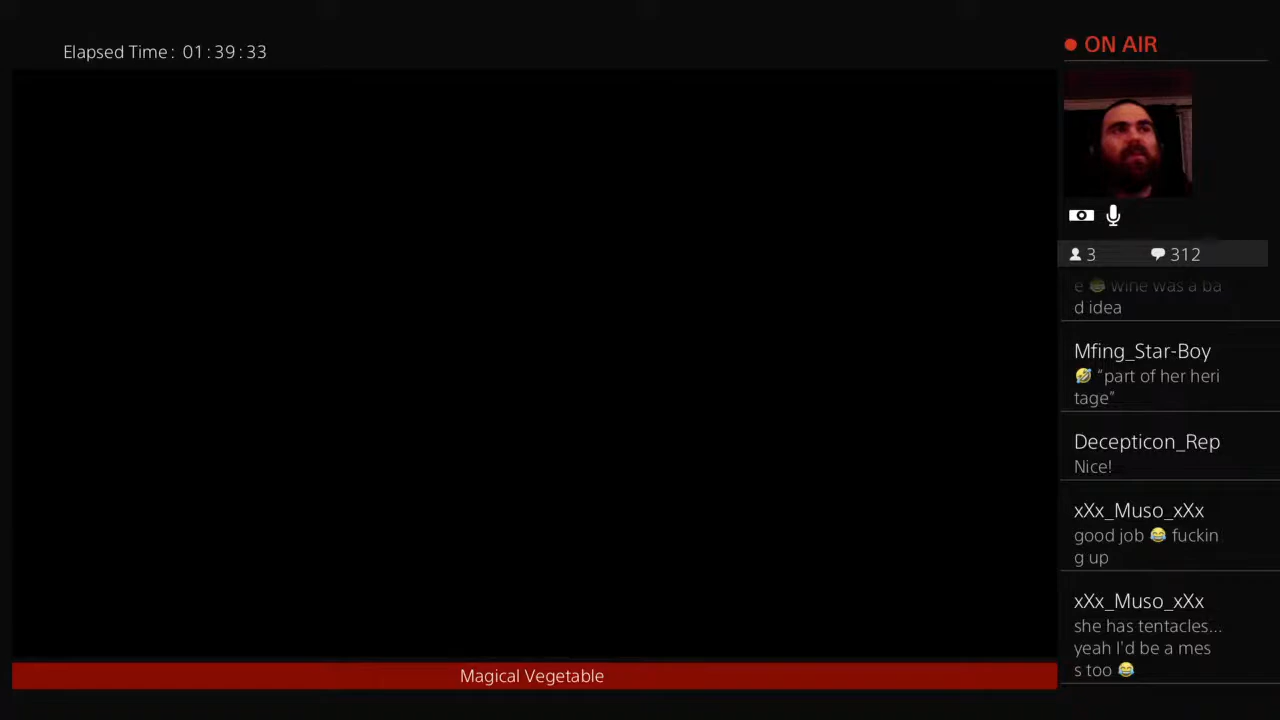 Elapsed Time: 01:39:33
ON AIR
3 312
e 😂 wine was a ba
d idea
Mfing_Star-Boy
🤣 “part of her heri
tage”
Decepticon_Rep
Nice!
xXx_Muso_xXx
good job 😂 fuckin
g up
xXx_Muso_xXx
she has tentacles...
yeah I'd be a mes
s too 😂
Magical Vegetable